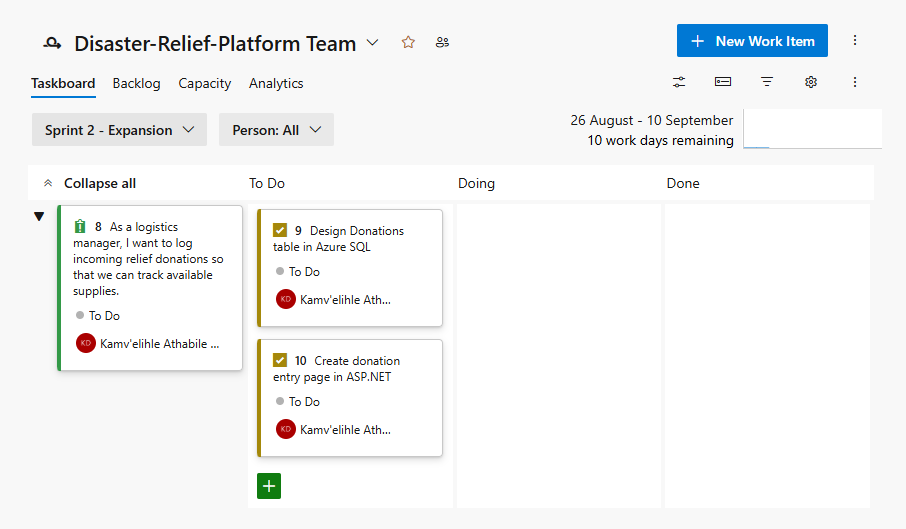 Disaster-Relief-Platform Team
New Work Item
Taskboard Backlog Capacity Analytics
Sprint 2 - Expansion
Person: All
26 August - 10 September
10 work days remaining
Collapse all
To Do
Doing
Done
8 As a logistics
manager, I want to log
incoming relief donations so
that we can track available
supplies.
To Do
KD Kamv'elihle Athabile ...
9 Design Donations
table in Azure SQL
To Do
KD Kamv'elihle Ath...
10 Create donation
entry page in ASP.NET
To Do
KD Kamv'elihle Ath...